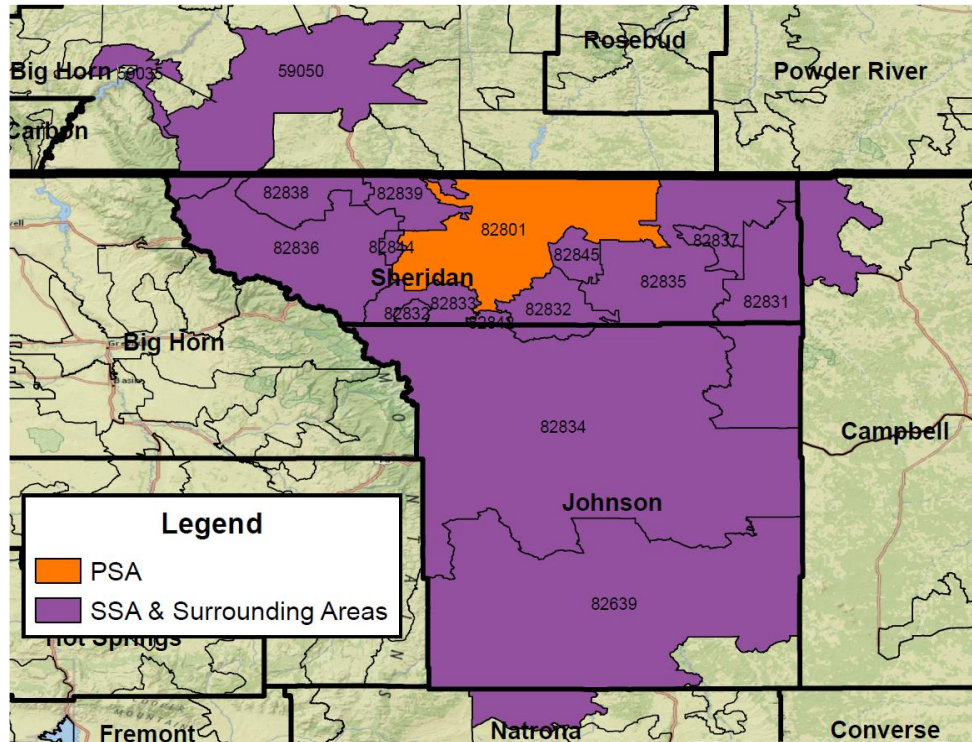 Rosebud
Big Horn
59035
59050
Powder River
Carbon
82838
82839
82801
82836
82844
82845
82837
Sheridan
82835
82833
82832
82832
82831
Big Horn
Basin
82834
Campbell
Johnson
Legend
PSA
SSA & Surrounding Areas
82639
Hot Springs
Fremont
Natrona
Converse